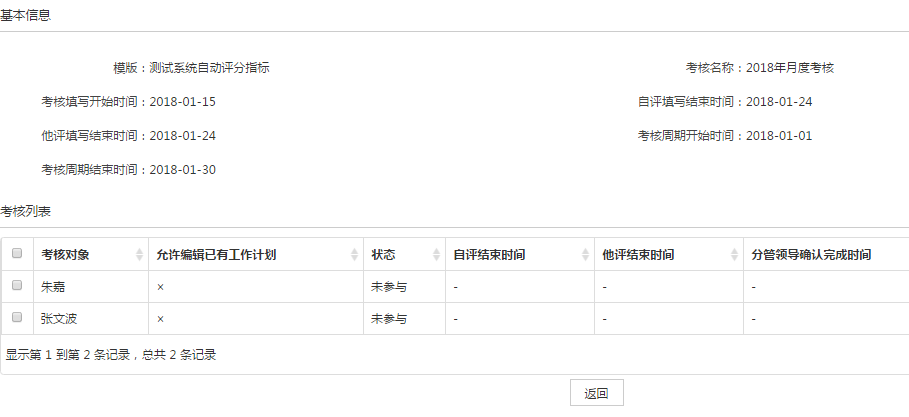 基本信息
模版：测试系统自动评分指标 考核名称：2018年月度考核
考核填写开始时间：2018-01-15 自评填写结束时间：2018-01-24
他评填写结束时间：2018-01-24 考核周期开始时间：2018-01-01
考核周期结束时间：2018-01-30
考核列表
考核对象 允许编辑已有工作计划 状态 自评结束时间 他评结束时间 分管领导确认完成时间
朱嘉 × 未参与 - - -
张文波 × 未参与 - - -
显示第 1 到第 2 条记录，总共 2 条记录
返回